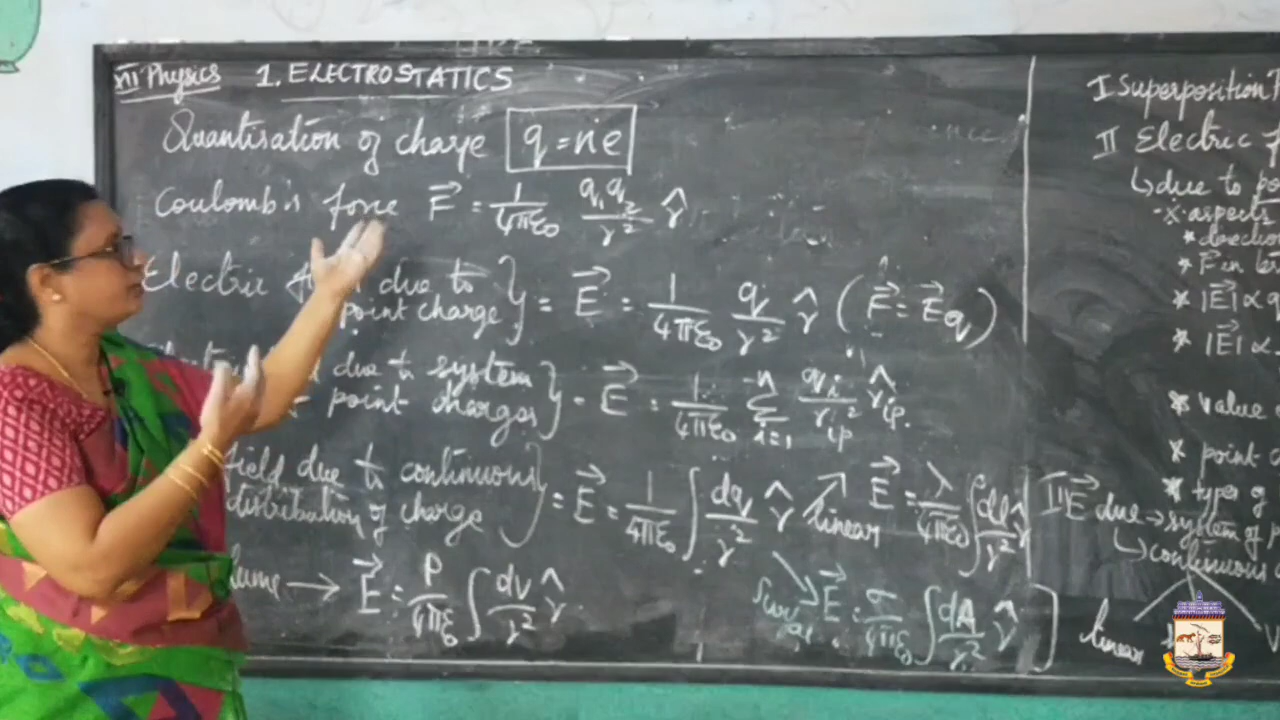 XII Physics 1. ELECTROSTATICS
Quantisation of charge q = ne
Coulomb's force F⃗ = 1/4πε₀ q₁q₂/r² r̂
Electric due to
point charge } = E⃗ = 1/4πε₀ q/r² r̂ ( F⃗ = E⃗q )
due to system
point charges } = E⃗ = 1/4πε₀ Σ i=1 n qi/rip² r̂ip.
field due to continuous
distribution of charge } = E⃗ = 1/4πε₀ ∫ dq/r² r̂ linear E⃗ = λ/4πε₀ ∫ dl/r² r̂
→ E⃗ = ρ/4πε₀ ∫ dv/r² r̂
E⃗ = σ/4πε₀ ∫ dA/r² r̂ ]
I Superposition
II Electric
↳ due to
aspects
* direction
* F in
* |E⃗| ∝ q
* |E⃗| ∝
* value
* point
* types of
III E⃗ due → system of
↳ continuous
linear